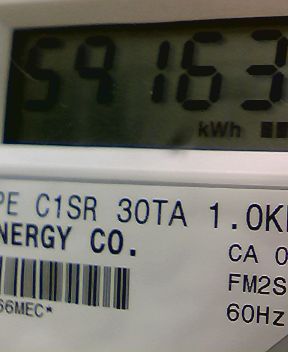 59163
kWh
PE C1SR 30TA 1.0K
NERGY CO.
CA 0
FM2S
66MEC*
60Hz